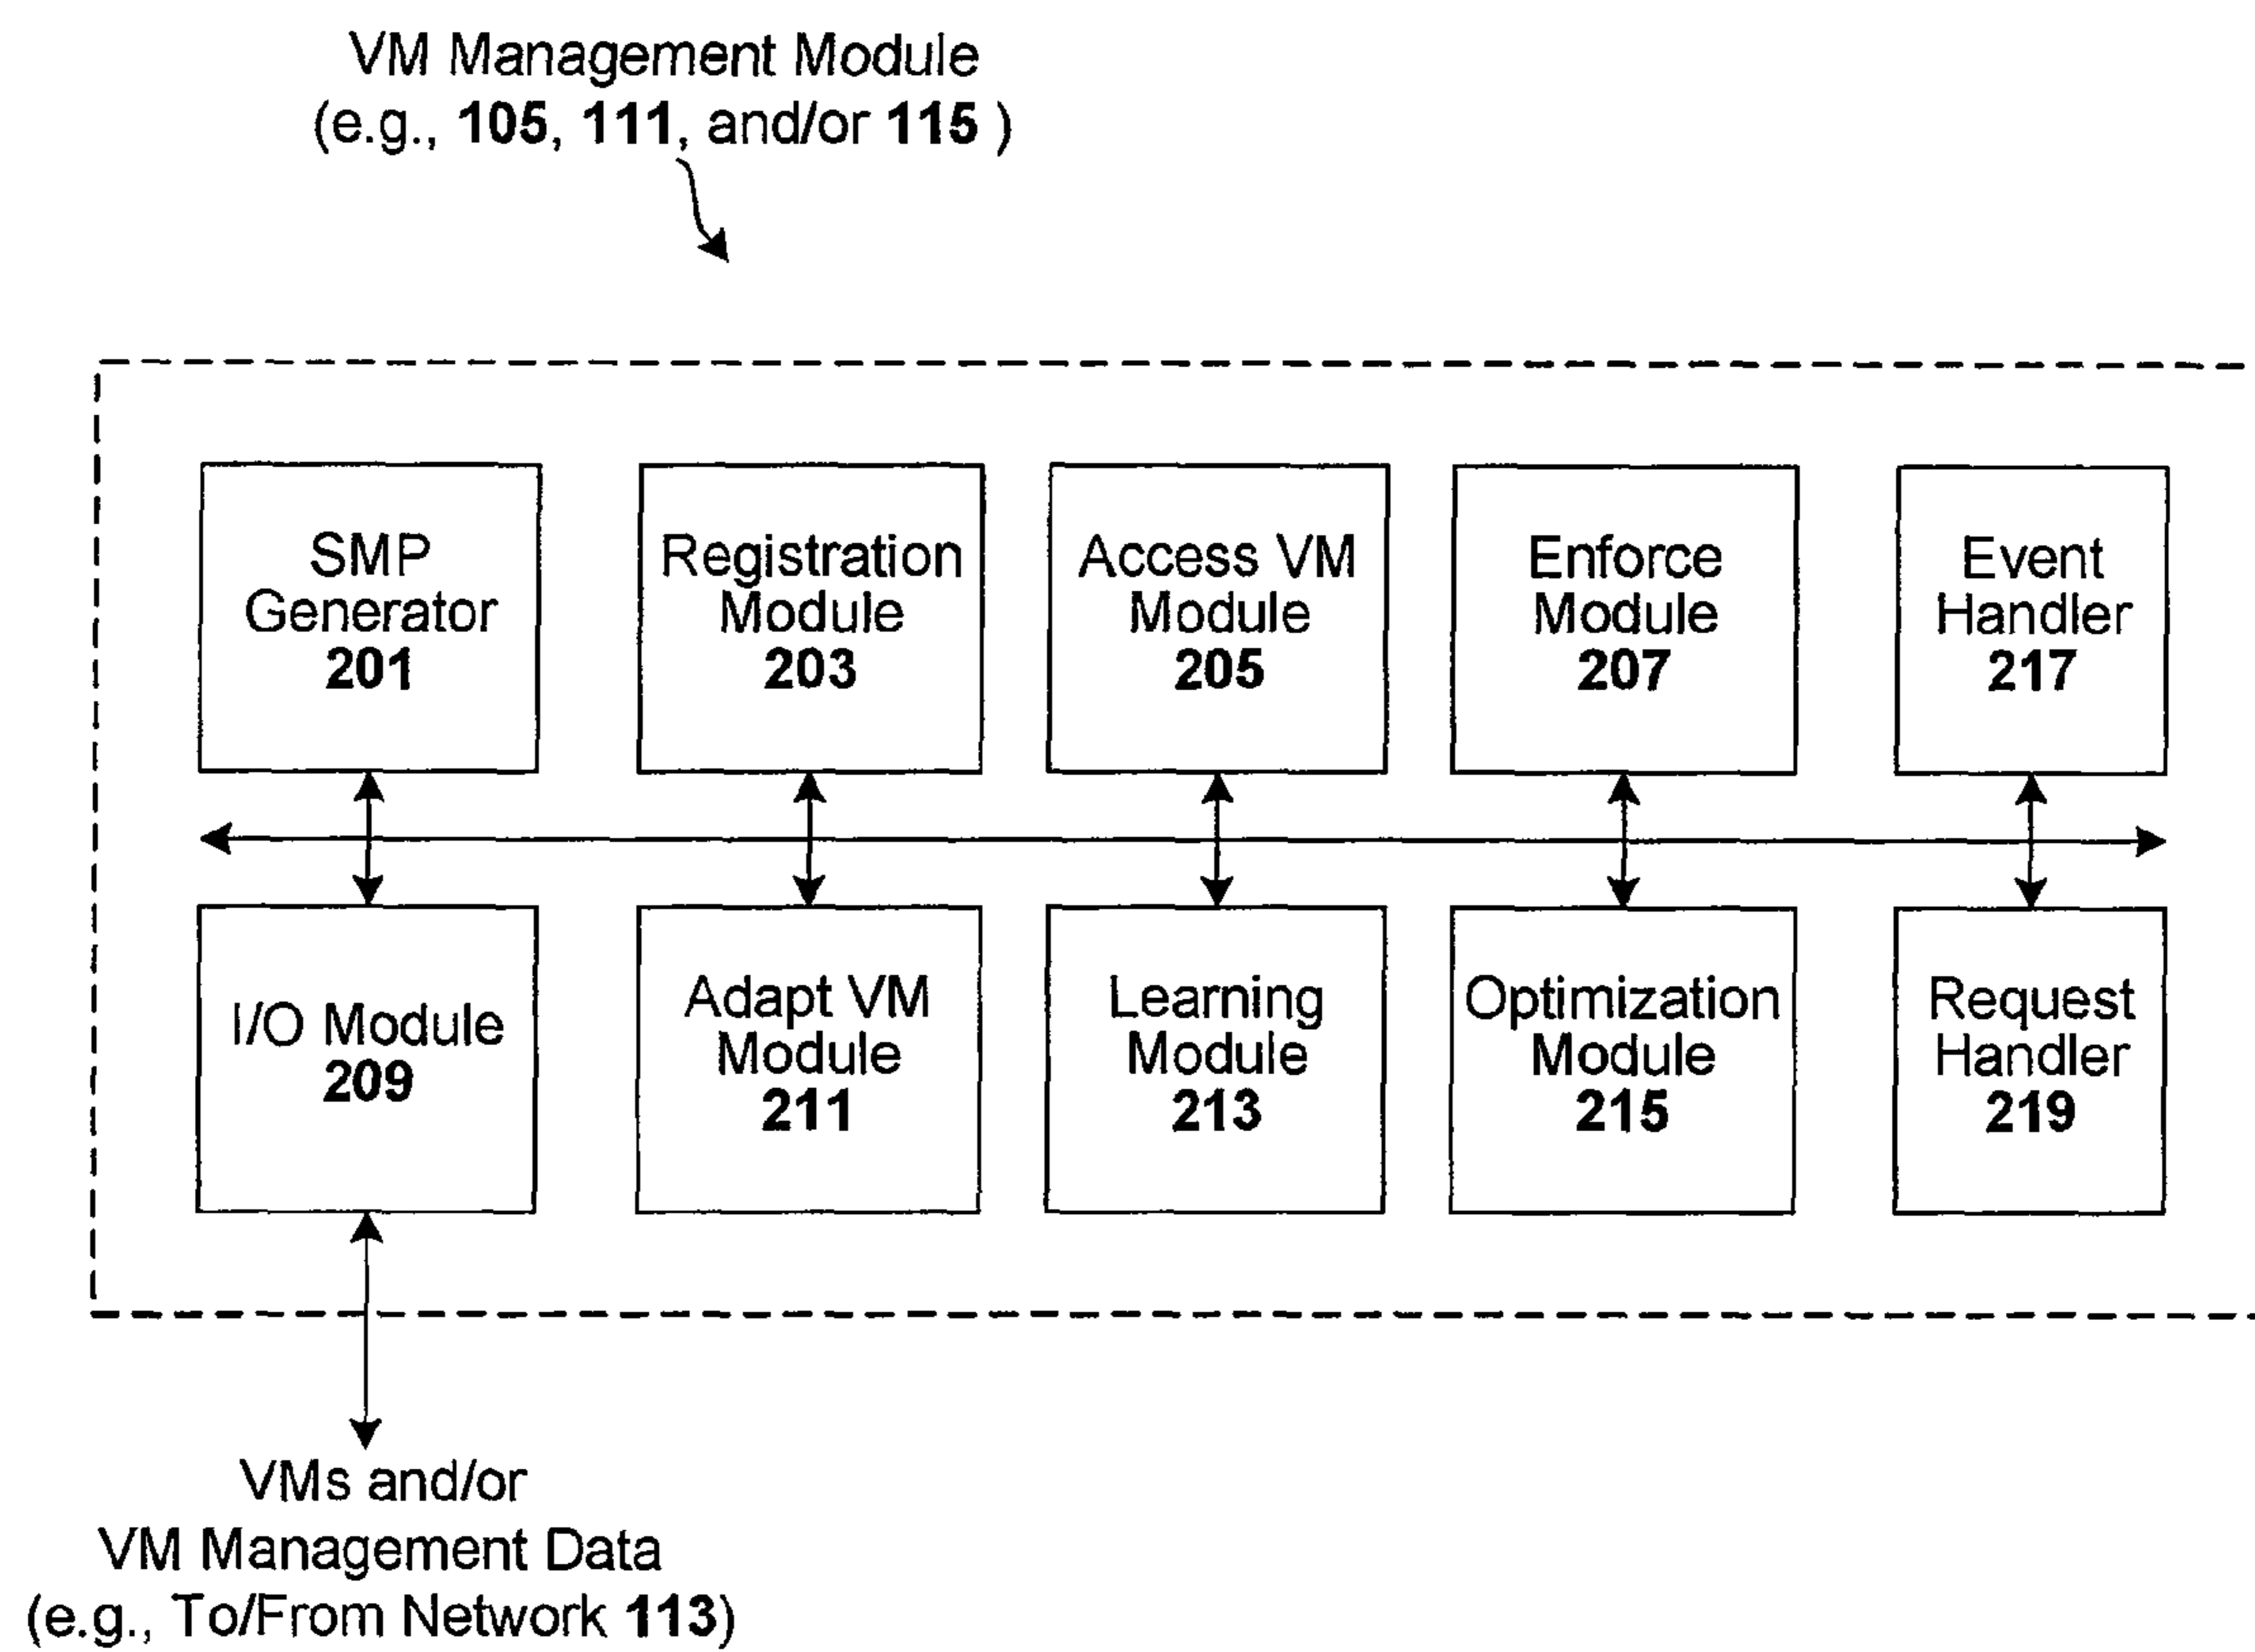 VM Management Module
(e.g., 105, 111, and/or 115 )
SMP
Generator
201
Registration
Module
203
Access VM
Module
205
Enforce
Module
207
Event
Handler
217
I/O Module
209
Adapt VM
Module
211
Learning
Module
213
Optimization
Module
215
Request
Handler
219
VMs and/or
VM Management Data
(e.g., To/From Network 113)